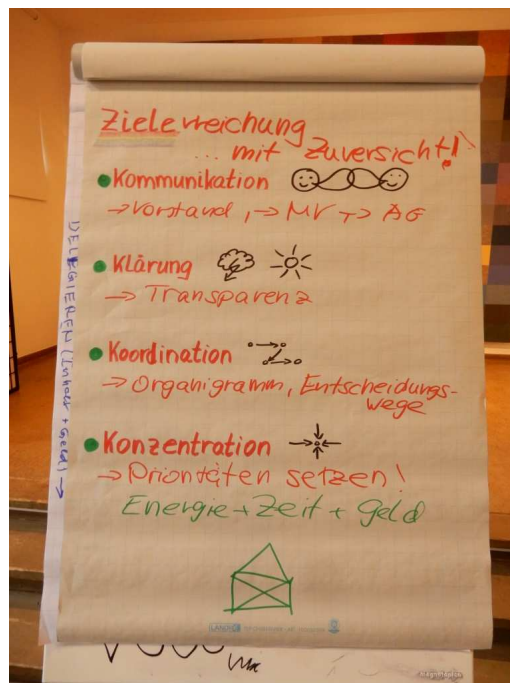 Zielerreichung
... mit Zuversicht!
Kommunikation
→ Vorstand, → MV → AG
Klärung
→ Transparenz
Koordination
→ Organigramm, Entscheidungs-
wege
Konzentration
→ Prioritäten setzen!
Energie + Zeit + Geld
DELEGIEREN (Inhalt + Geld) →